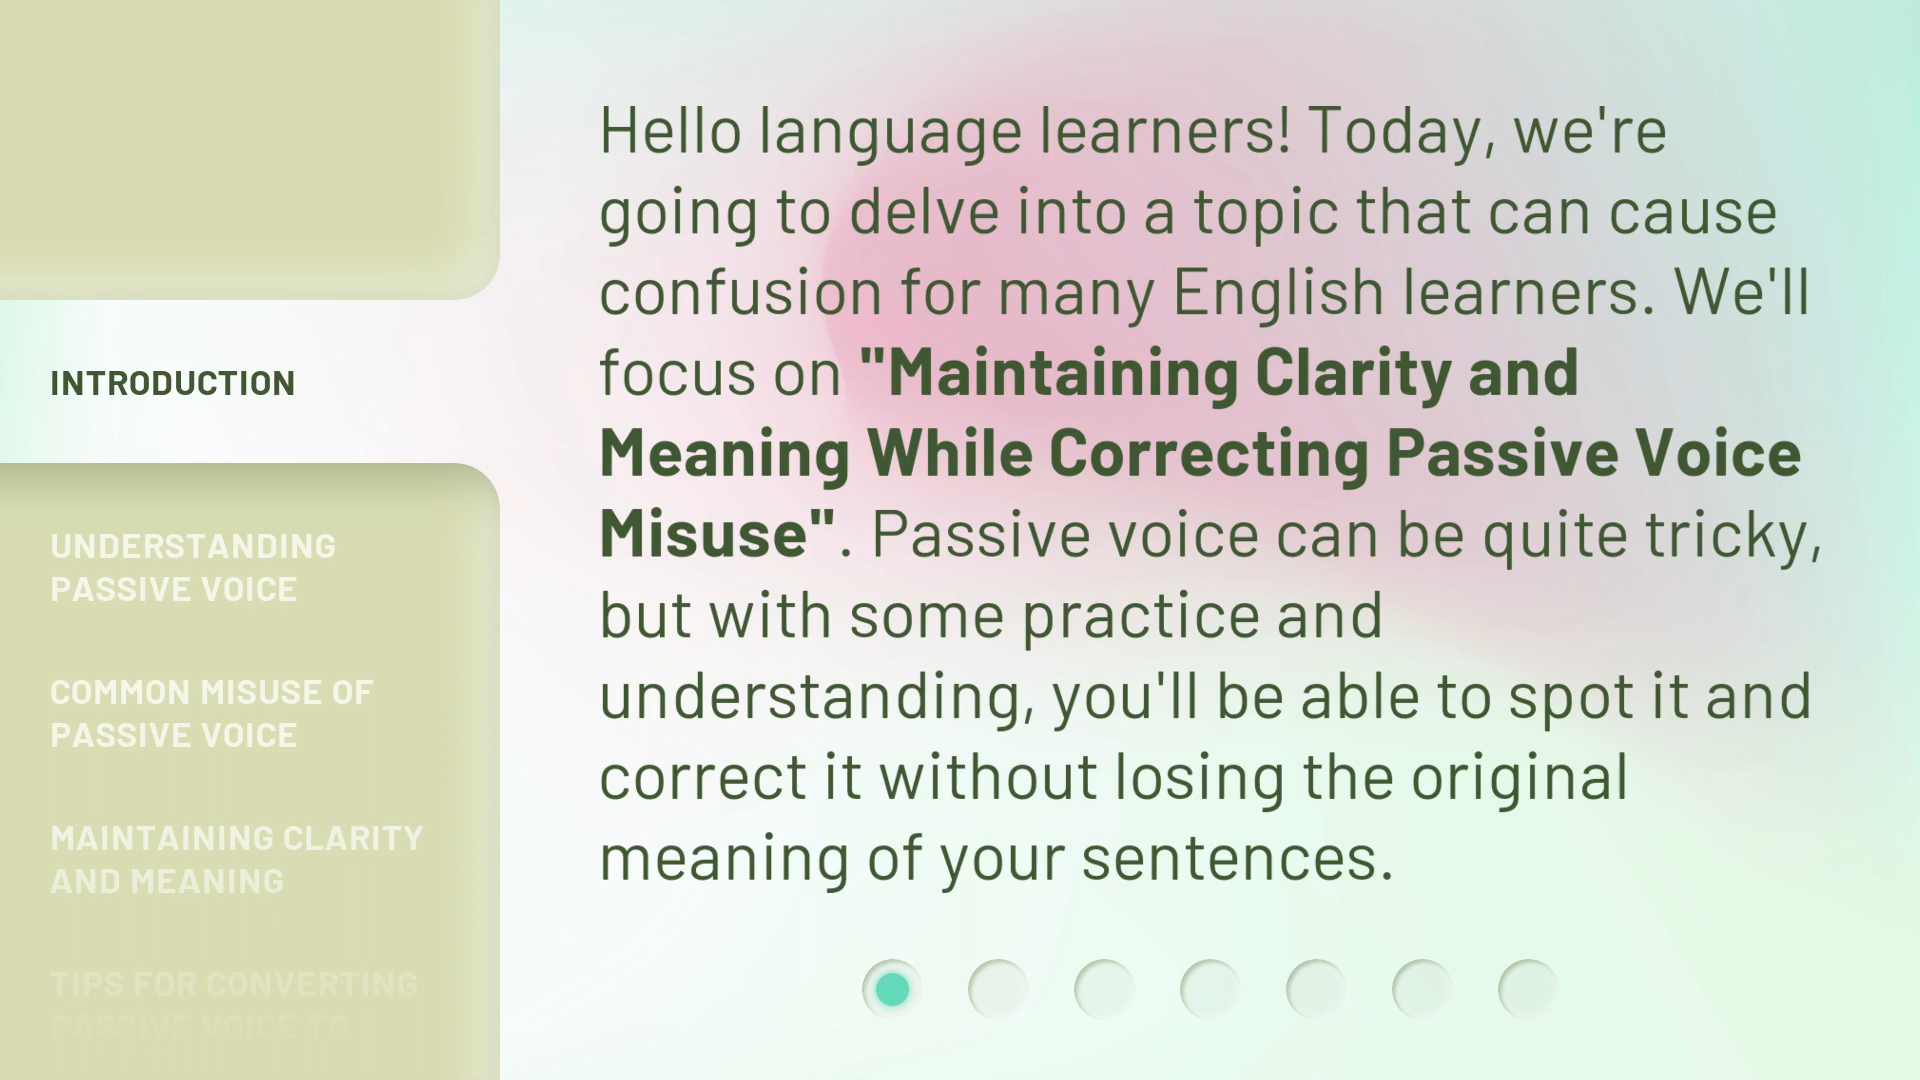 INTRODUCTION
UNDERSTANDING
PASSIVE VOICE
COMMON MISUSE OF
PASSIVE VOICE
MAINTAINING CLARITY
AND MEANING
TIPS FOR CONVERTING
PASSIVE VOICE TO
Hello language learners! Today, we're
going to delve into a topic that can cause
confusion for many English learners. We'll
focus on "Maintaining Clarity and
Meaning While Correcting Passive Voice
Misuse". Passive voice can be quite tricky,
but with some practice and
understanding, you'll be able to spot it and
correct it without losing the original
meaning of your sentences.